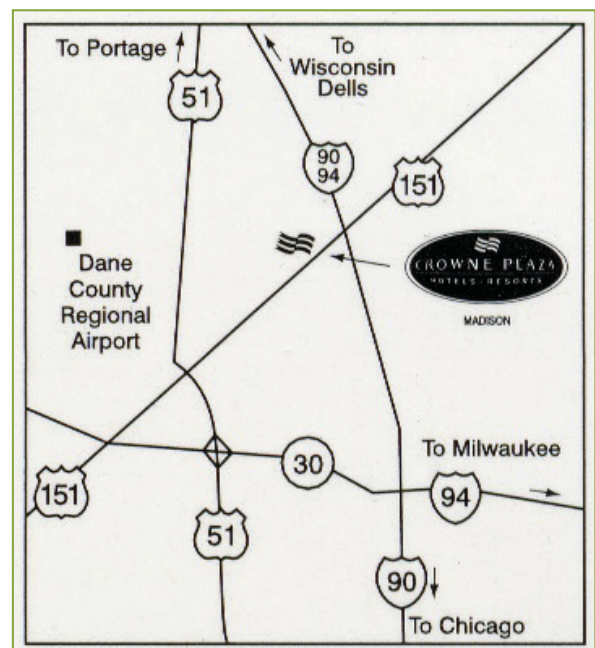 To Portage
51
To
Wisconsin
Dells
90
94
151
Dane
County
Regional
Airport
CROWNE PLAZA
HOTELS · RESORTS
MADISON
To Milwaukee
30
94
151
51
90
To Chicago